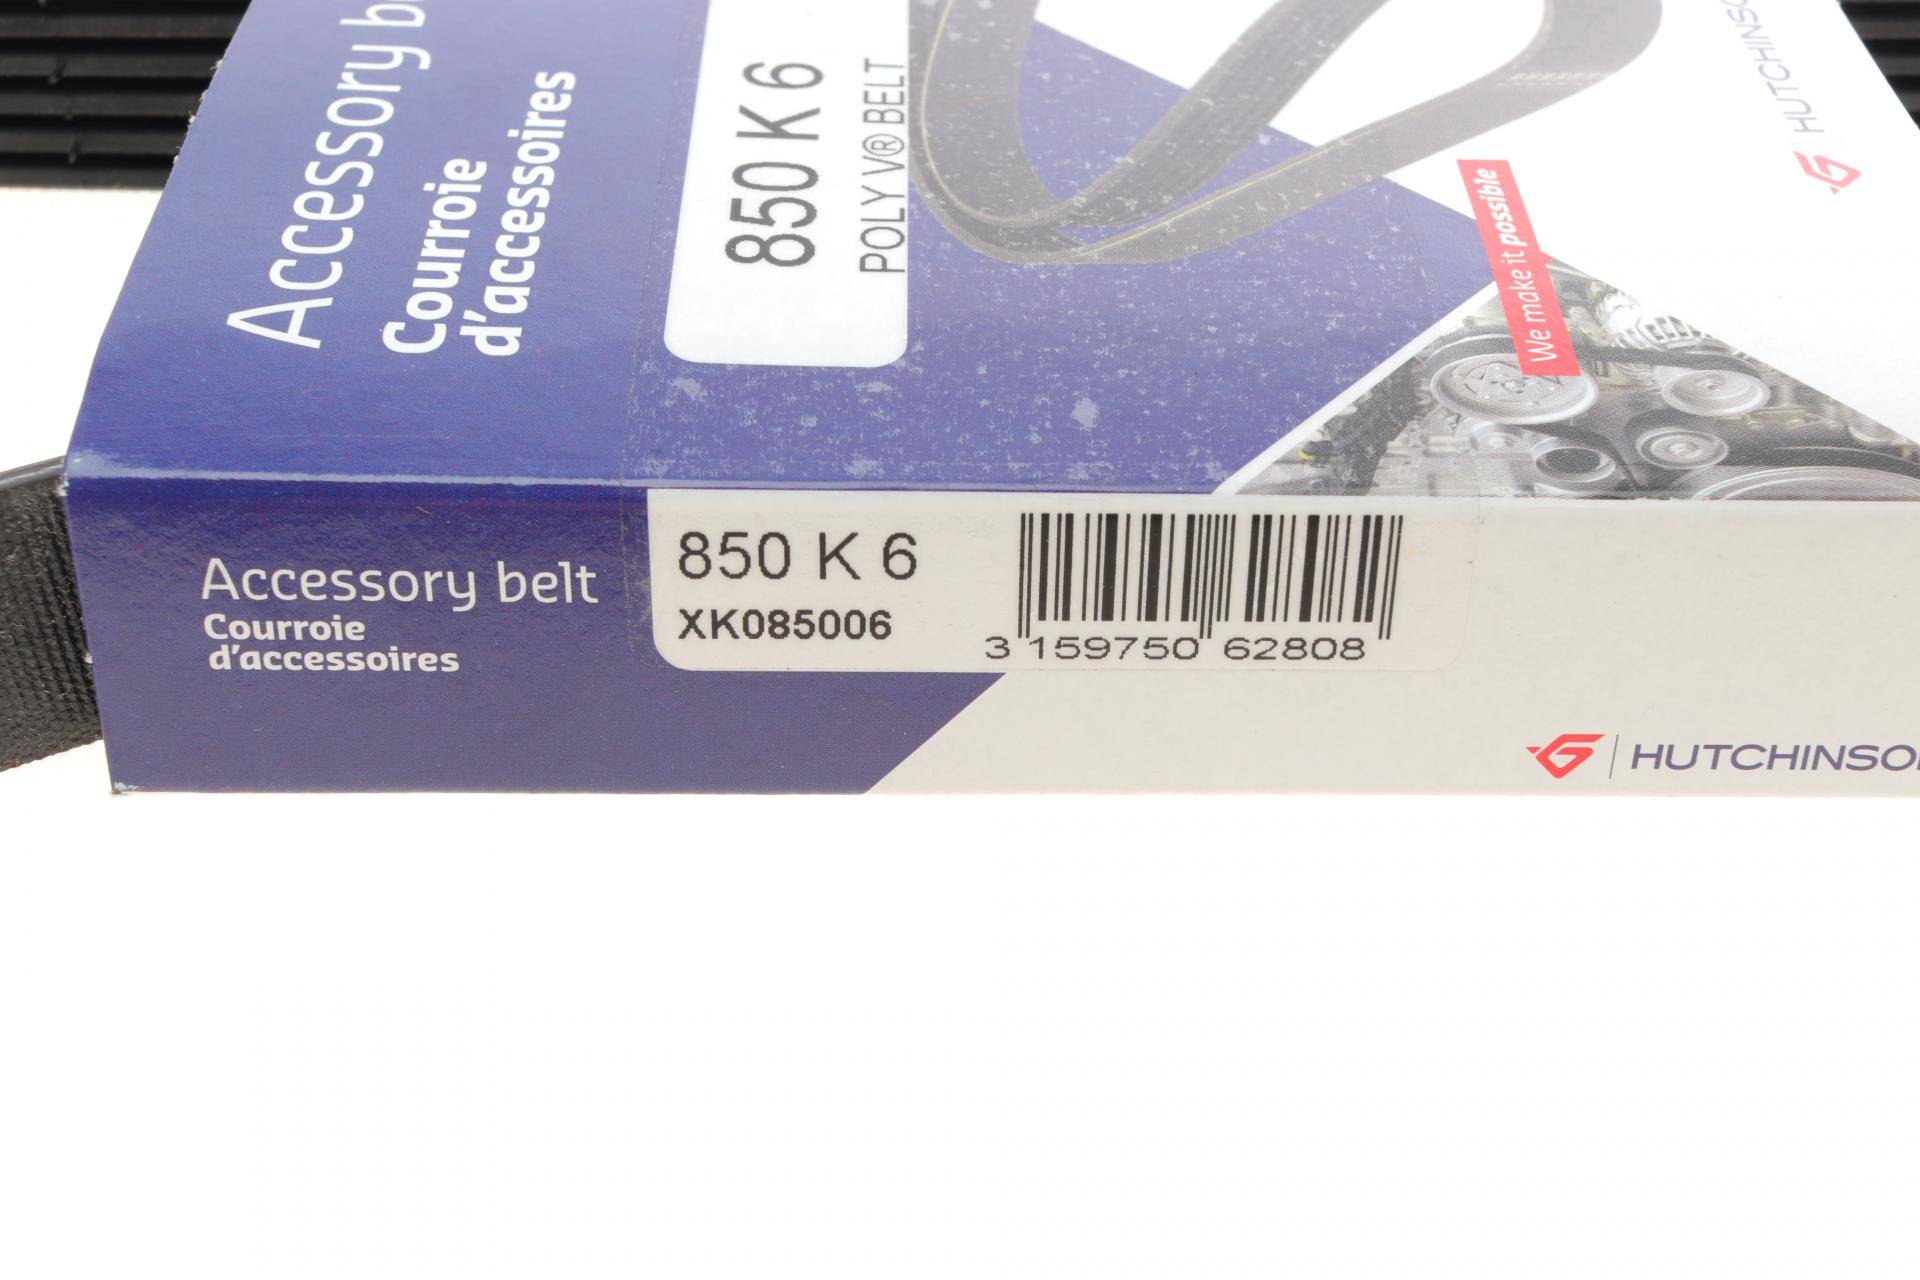 Accessory
Courroie
d'accessoires
850 K 6
POLY V® BELT
We make it possible
Accessory belt
Courroie
d'accessoires
850 K 6
XK085006
3 159750 62808
HUTCHINSO